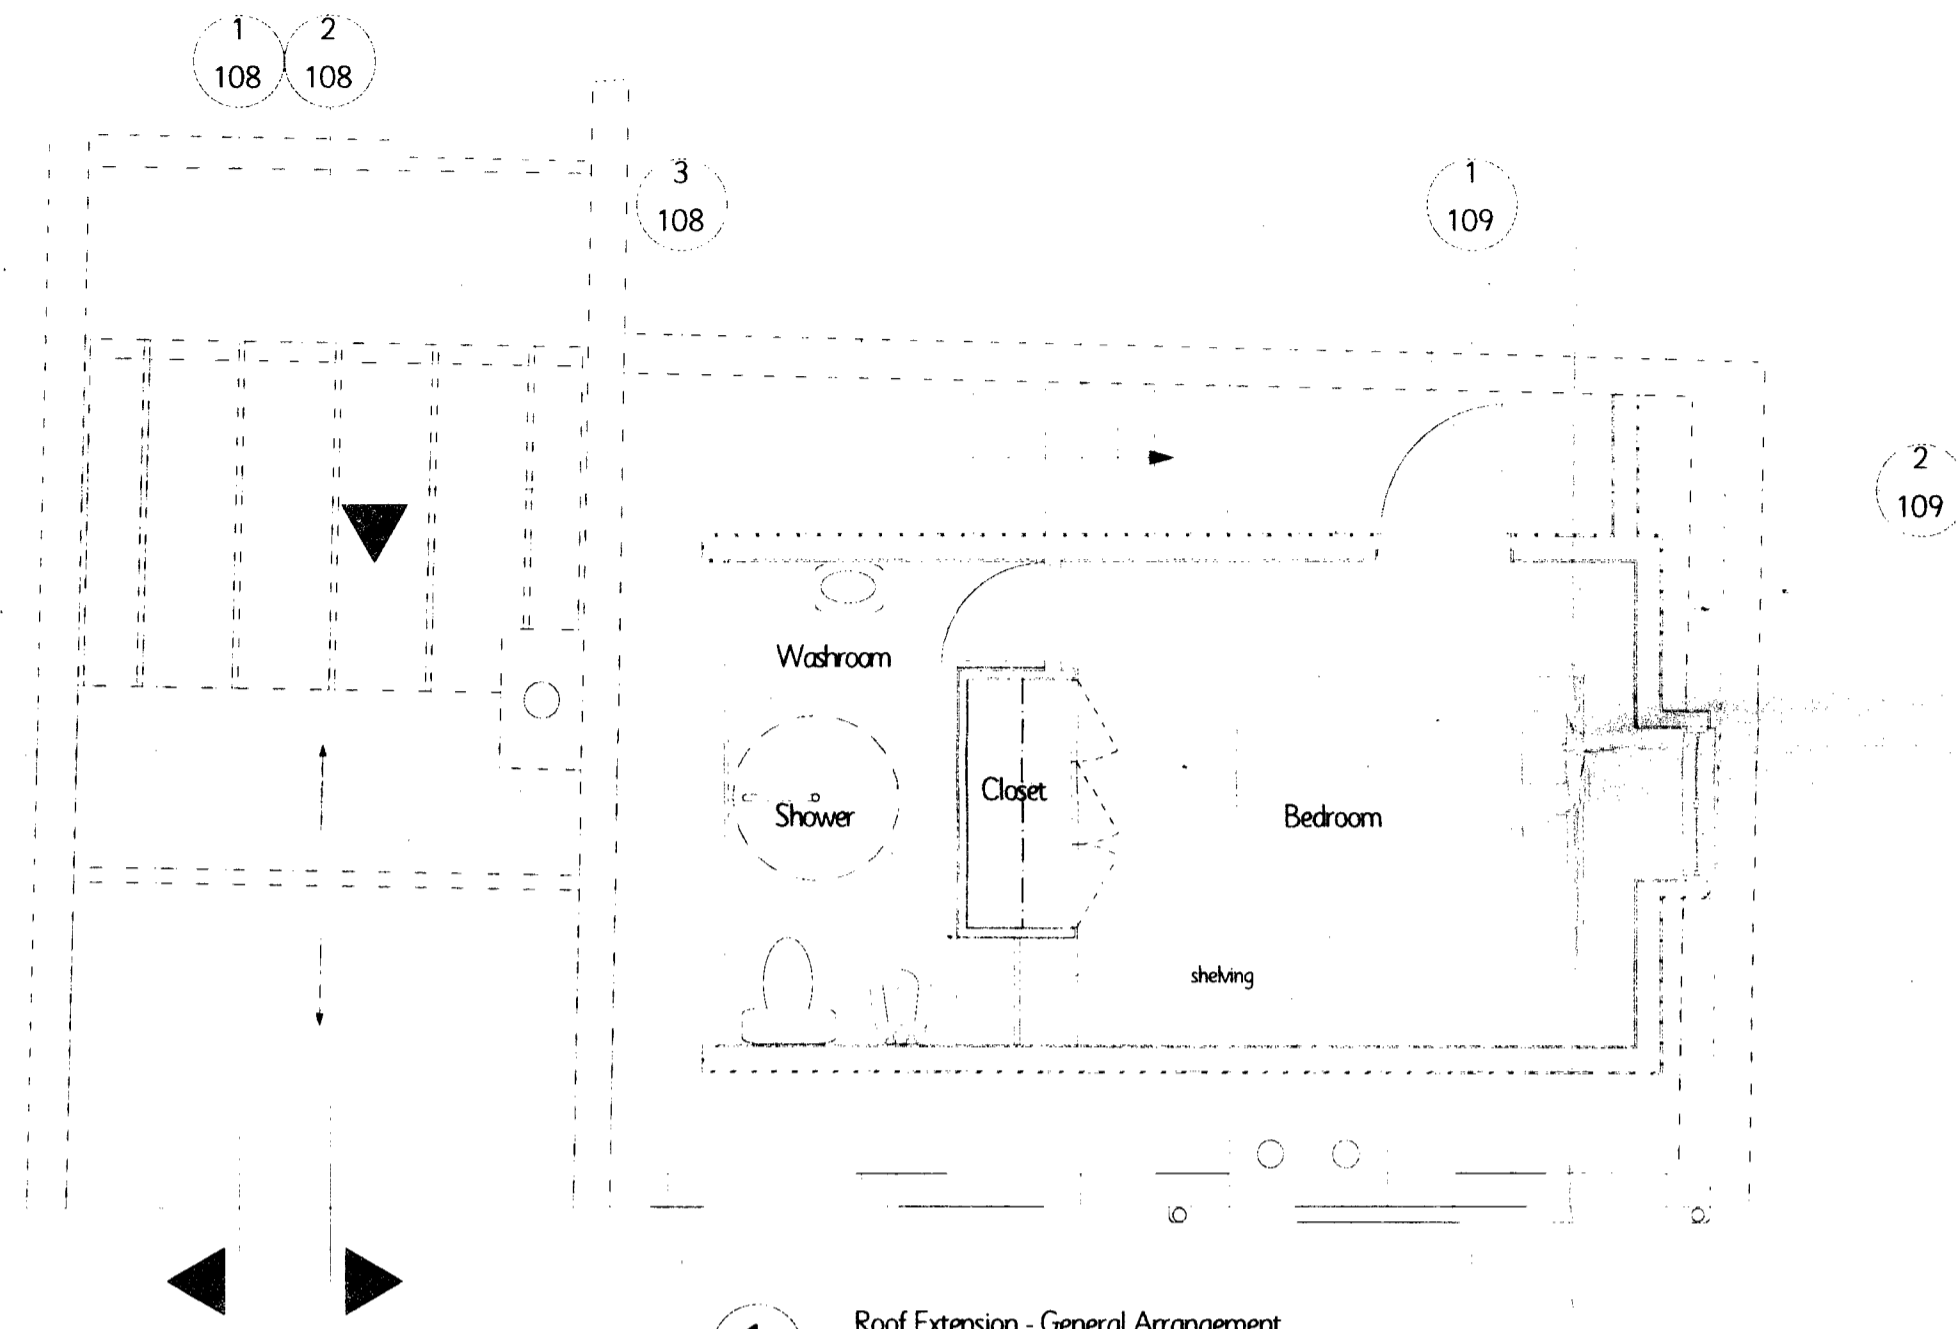 1
108
2
108
3
108
1
109
2
109
Washroom
Closet
Shower
Bedroom
shelving
Roof Extension - General Arrangement